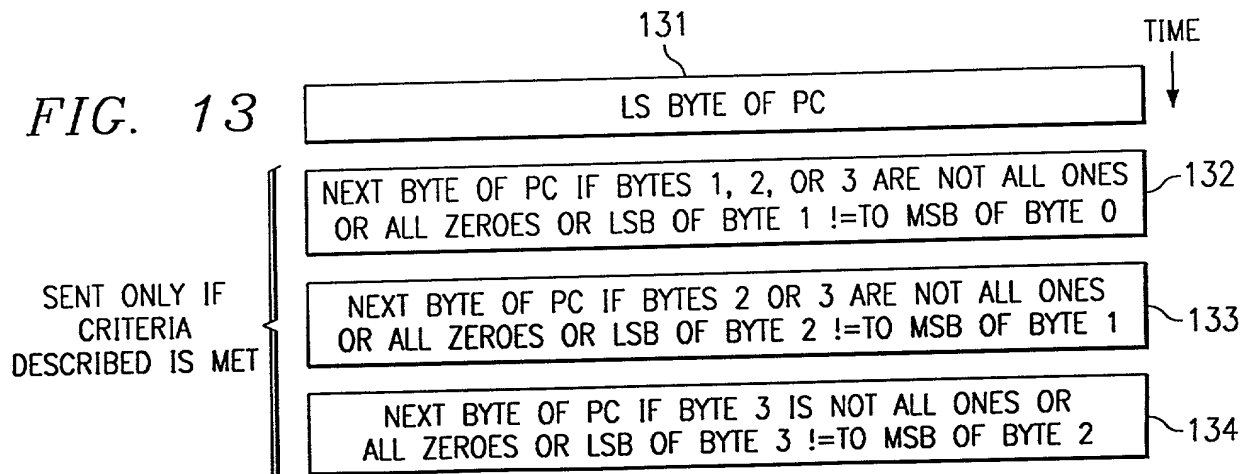 131
TIME
FIG. 13
LS BYTE OF PC
NEXT BYTE OF PC IF BYTES 1, 2, OR 3 ARE NOT ALL ONES
OR ALL ZEROES OR LSB OF BYTE 1 !=TO MSB OF BYTE 0
132
SENT ONLY IF
CRITERIA
DESCRIBED IS MET
NEXT BYTE OF PC IF BYTES 2 OR 3 ARE NOT ALL ONES
OR ALL ZEROES OR LSB OF BYTE 2 !=TO MSB OF BYTE 1
133
NEXT BYTE OF PC IF BYTE 3 IS NOT ALL ONES OR
ALL ZEROES OR LSB OF BYTE 3 !=TO MSB OF BYTE 2
134